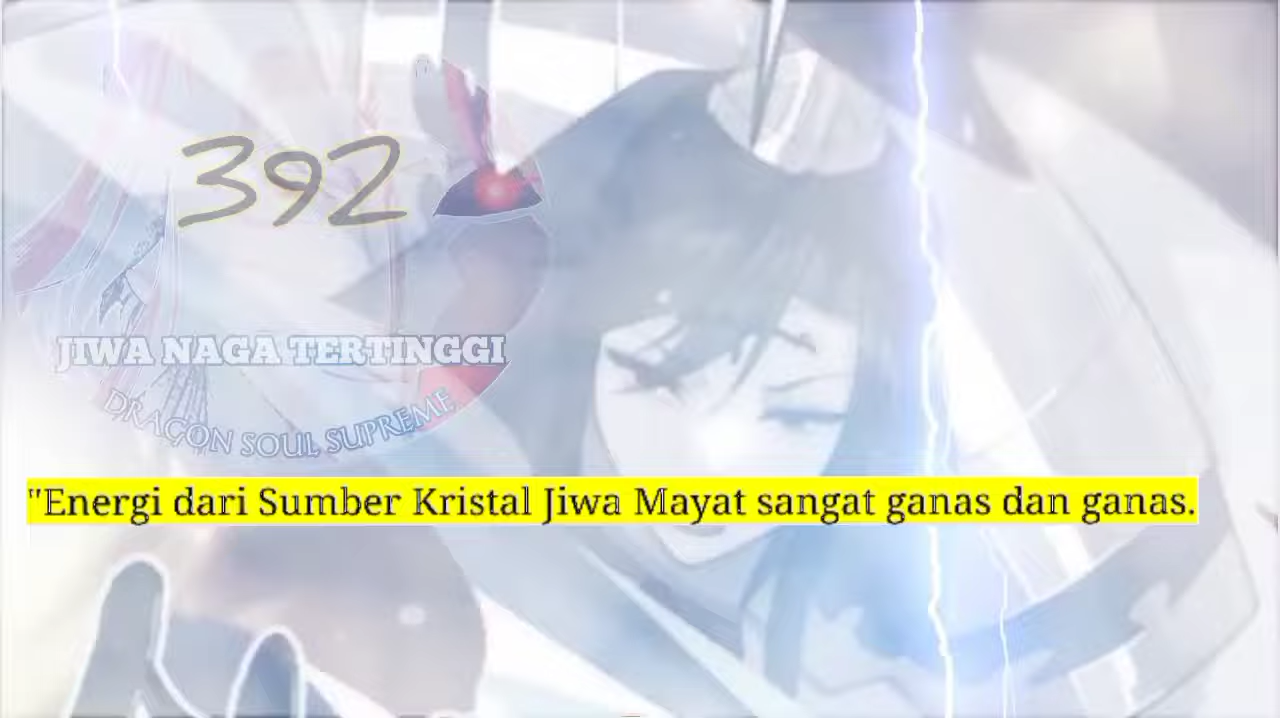 392
JIWA NAGA TERTINGGI
DRAGON SOUL SUPREME
"Energi dari Sumber Kristal Jiwa Mayat sangat ganas dan ganas.